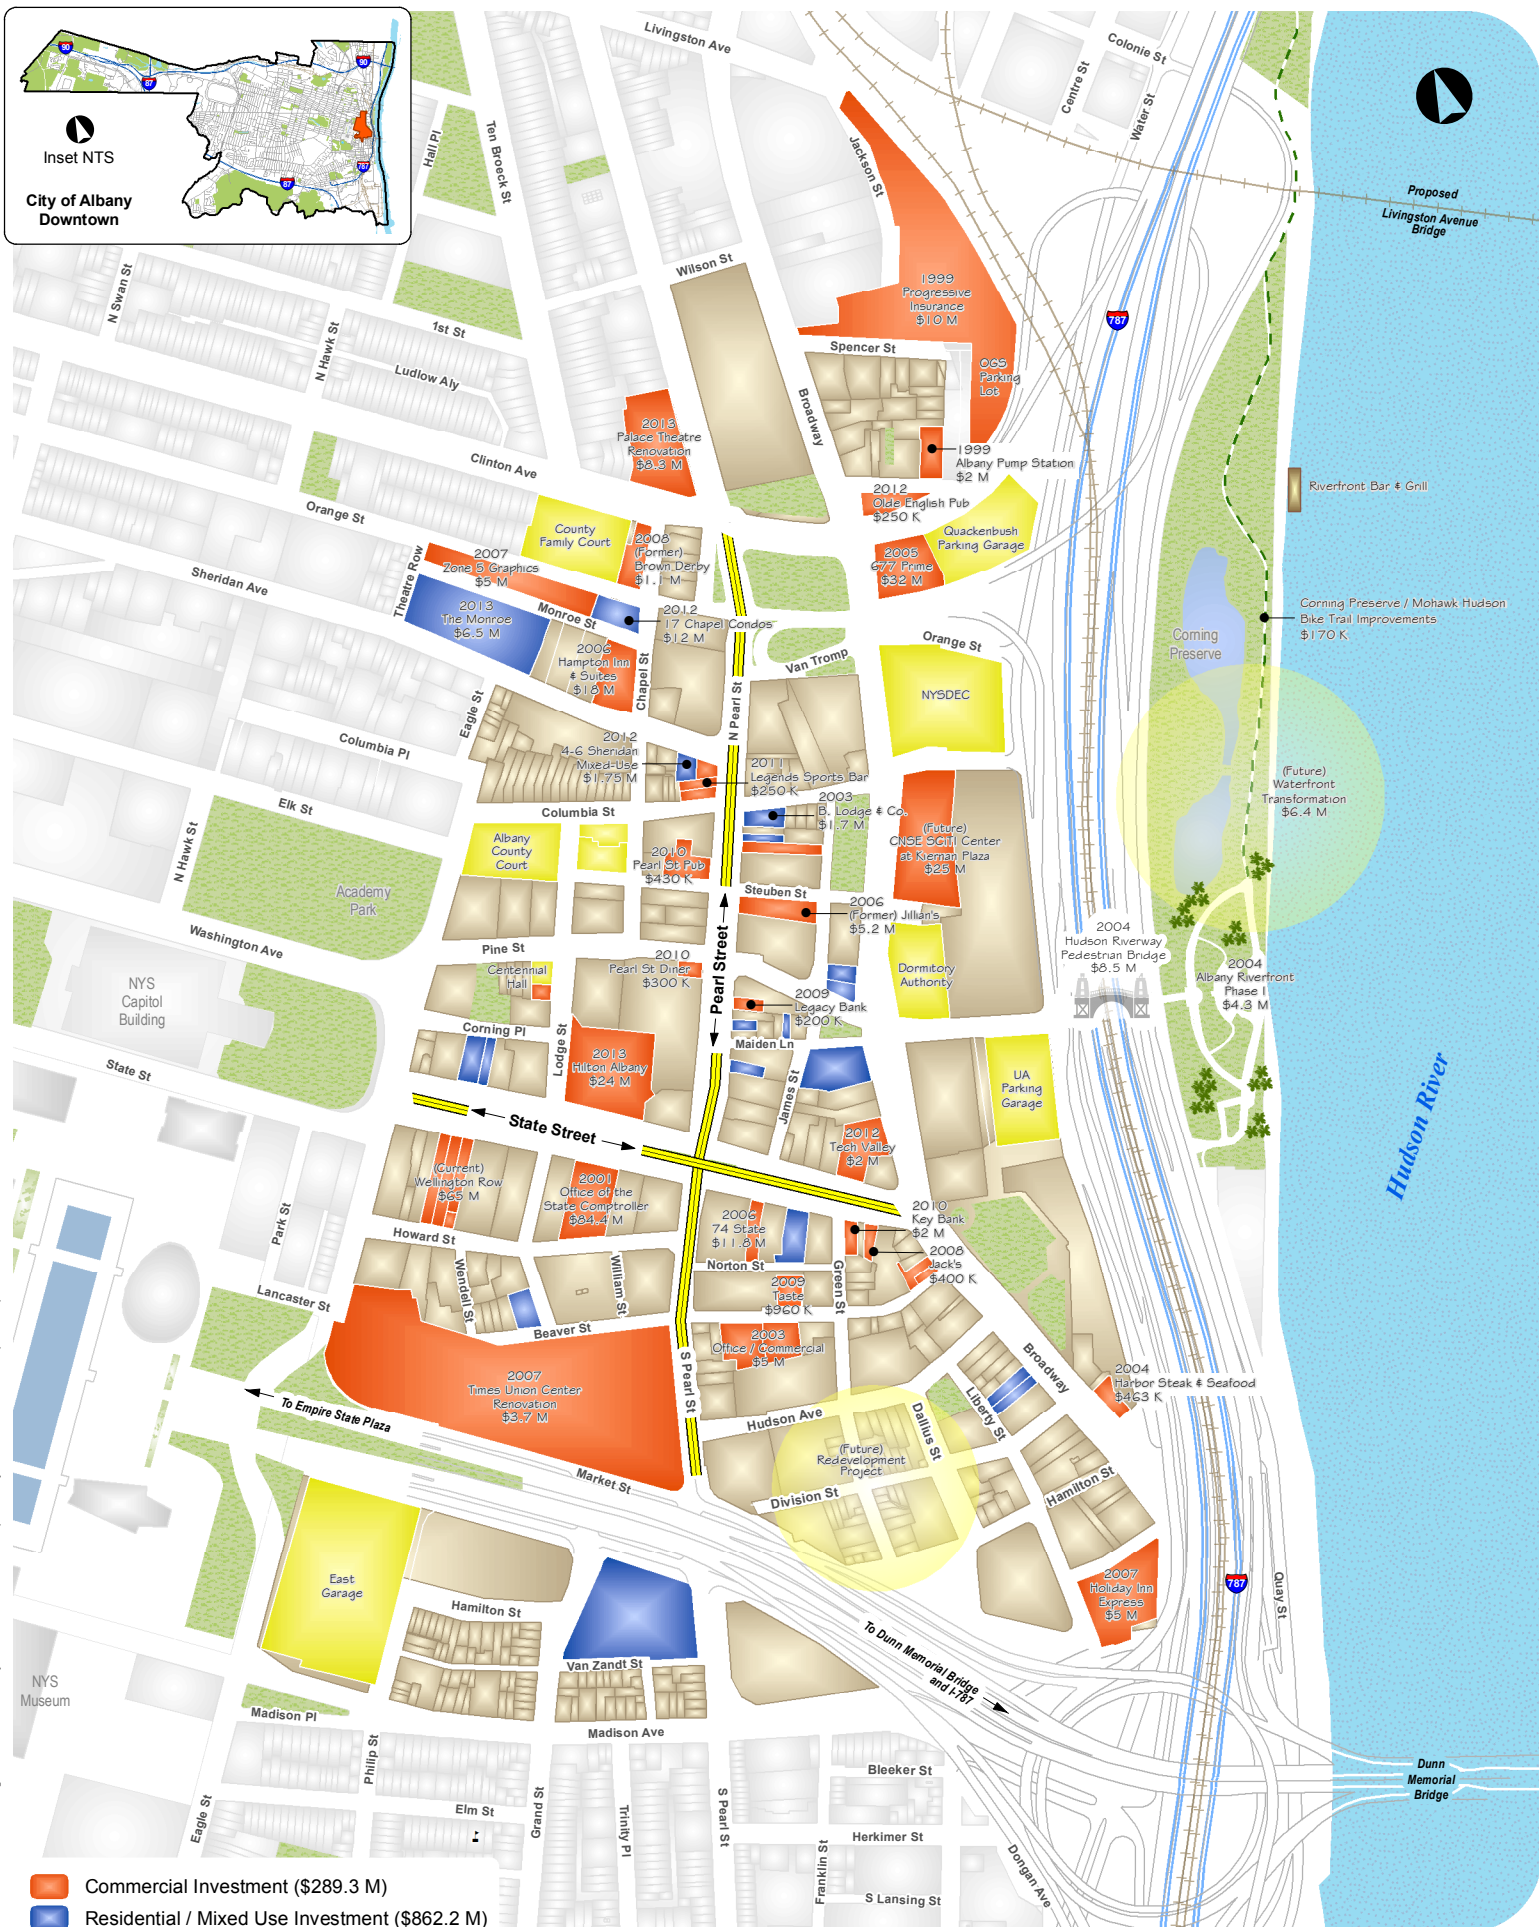 90
87
90
87
787
Inset NTS
City of Albany
Downtown
Livingston Ave
Colonie St
Centre St
Water St
Hall Pl
Ten Broeck St
Jackson St
Proposed
Livingston Avenue
Bridge
N Swan St
Wilson St
1999
Progressive
Insurance
$10 M
787
N Hawk St
1st St
Ludlow Aly
Spencer St
OGS
Parking
Lot
Broadway
2013
Palace Theatre
Renovation
$8.3 M
Clinton Ave
1999
Albany Pump Station
$2 M
Riverfront Bar & Grill
Orange St
2012
Olde English Pub
$250 K
County
Family Court
Quackenbush
Parking Garage
2008
(Former)
Brown Derby
$1.1 M
2007
Zone 5 Graphics
$5 M
2005
677 Prime
$32 M
Sheridan Ave
Theatre Row
2013
The Monroe
$6.5 M
Monroe St
2012
17 Chapel Condos
$12 M
Corning Preserve / Mohawk Hudson
Bike Trail Improvements
$170 K
Corning
Preserve
Orange St
2006
Hampton Inn
& Suites
$18 M
Chapel St
Van Tromp
NYSDEC
N Pearl St
Eagle St
Columbia Pl
2012
4-6 Sheridan
Mixed-Use
$1.75 M
2011
Legends Sports Bar
$250 K
(Future)
Waterfront
Transformation
$6.4 M
Elk St
Columbia St
2003
B. Lodge & Co.
$1.7 M
N Hawk St
Albany
County
Court
2010
Pearl St Pub
$430 K
(Future)
CNSE SCiTI Center
at Kiernan Plaza
$25 M
Academy
Park
Steuben St
2006
(Former) Jillian's
$5.2 M
Washington Ave
Pine St
Pearl Street
2004
Hudson Riverway
Pedestrian Bridge
$8.5 M
2010
Pearl St Diner
$300 K
Centennial
Hall
Dormitory
Authority
2004
Albany Riverfront
Phase I
$4.3 M
NYS
Capitol
Building
2009
Legacy Bank
$200 K
Corning Pl
Lodge St
Maiden Ln
State St
2013
Hilton Albany
$24 M
James St
UA
Parking
Garage
Hudson River
State Street
2012
Tech Valley
$2 M
(Current)
Wellington Row
$65 M
2001
Office of the
State Comptroller
$84.4 M
2006
74 State
$11.8 M
2010
Key Bank
$2 M
Park St
Howard St
Norton St
2008
Jack's
$400 K
Wendell St
William St
2009
Taste
$960 K
Green St
Lancaster St
Beaver St
2003
Office / Commercial
$5 M
S Pearl St
Broadway
2004
Harbor Steak & Seafood
$463 K
2007
Times Union Center
Renovation
$3.7 M
To Empire State Plaza
Liberty St
Hudson Ave
Dallius St
(Future)
Redevelopment
Project
Market St
Division St
Hamilton St
East
Garage
2007
Holiday Inn
Express
$5 M
787
Quay St
Hamilton St
To Dunn Memorial Bridge
and I-787
Van Zandt St
NYS
Museum
Madison Pl
Madison Ave
Philip St
Bleeker St
Dunn
Memorial
Bridge
Eagle St
Elm St
Grand St
Trinity Pl
S Pearl St
Herkimer St
Franklin St
Dongan Ave
S Lansing St
Commercial Investment ($289.3 M)
Residential / Mixed Use Investment ($862.2 M)